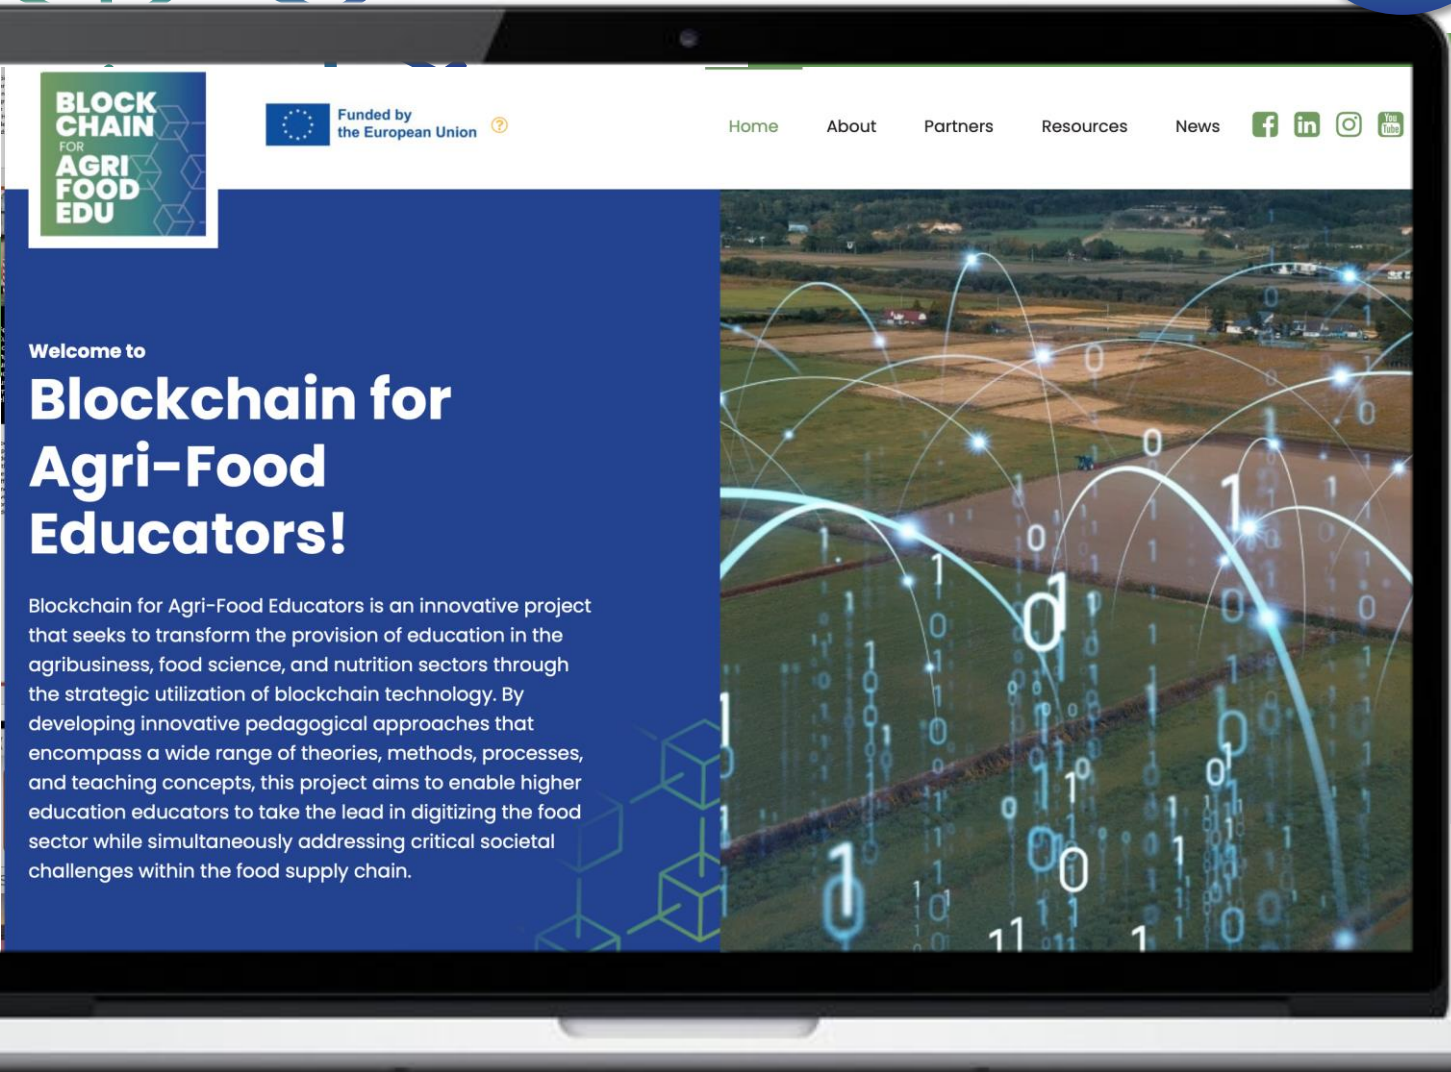 BLOCK
CHAIN
FOR
AGRI
FOOD
EDU
Funded by
the European Union
?
Home About Partners Resources News
You
Tube
Welcome to
Blockchain for
Agri-Food
Educators!
Blockchain for Agri-Food Educators is an innovative project
that seeks to transform the provision of education in the
agribusiness, food science, and nutrition sectors through
the strategic utilization of blockchain technology. By
developing innovative pedagogical approaches that
encompass a wide range of theories, methods, processes,
and teaching concepts, this project aims to enable higher
education educators to take the lead in digitizing the food
sector while simultaneously addressing critical societal
challenges within the food supply chain.